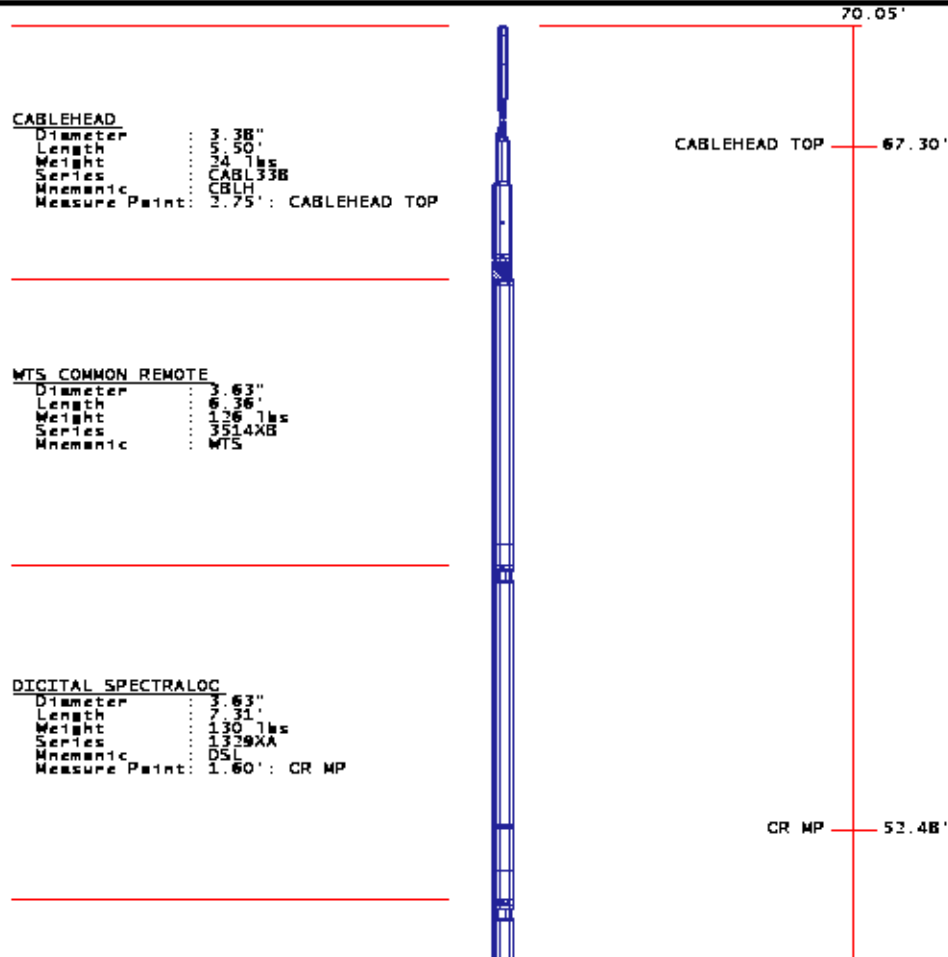 70.05'
CABLEHEAD
Diameter : 3.38"
Length : 5.50'
Weight : 24 lbs
Series : CABL338
Mnemonic : CBLH
Measure Point: 2.75': CABLEHEAD TOP
CABLEHEAD TOP 67.30'
WTS COMMON REMOTE
Diameter : 3.63"
Length : 6.36'
Weight : 126 lbs
Series : 3514XB
Mnemonic : WTS
DIGITAL SPECTRALOG
Diameter : 3.63"
Length : 7.31'
Weight : 130 lbs
Series : 1329XA
Mnemonic : DSL
Measure Point: 1.60': CR MP
CR MP 52.48'